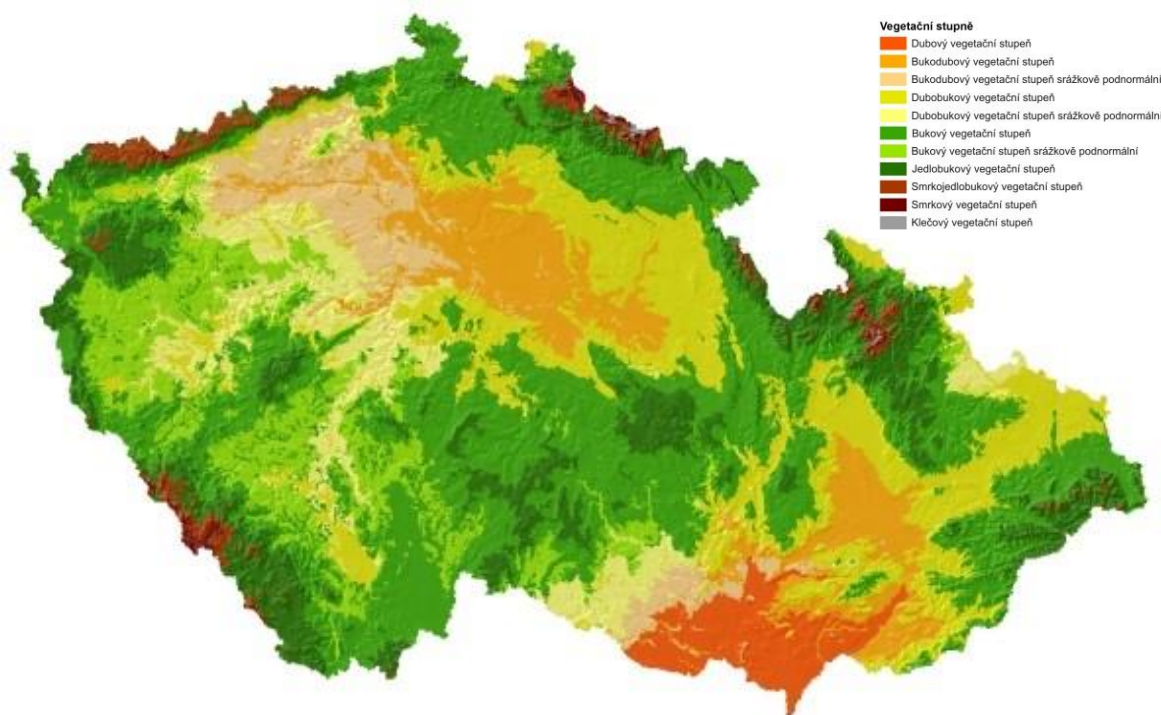 Vegetační stupně
Dubový vegetační stupeň
Bukodubový vegetační stupeň
Bukodubový vegetační stupeň srážkově podnormální
Dubobukový vegetační stupeň
Dubobukový vegetační stupeň srážkově podnormální
Bukový vegetační stupeň
Bukový vegetační stupeň srážkově podnormální
Jedlobukový vegetační stupeň
Smrkojedlobukový vegetační stupeň
Smrkový vegetační stupeň
Klečový vegetační stupeň